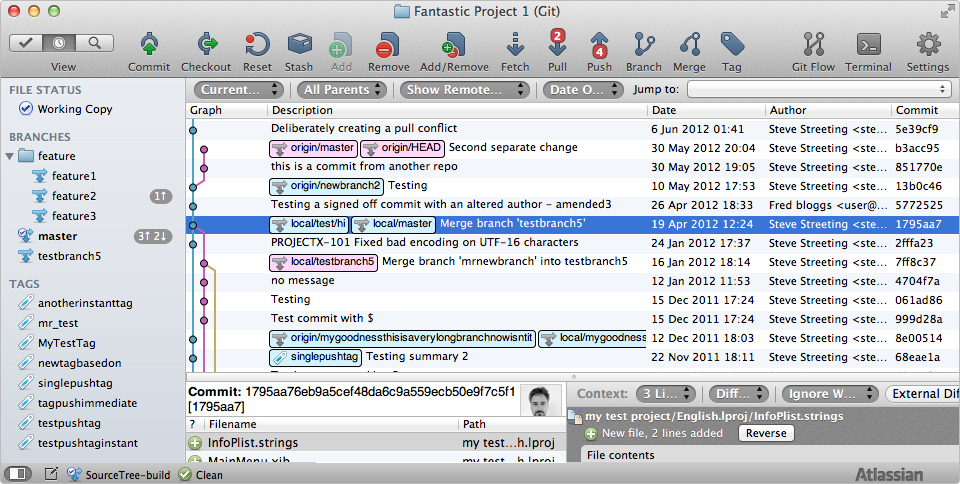 Fantastic Project 1 (Git)
2 4
View Commit Checkout Reset Stash Add Remove Add/Remove Fetch Pull Push Branch Merge Tag Git Flow Terminal Settings
FILE STATUS
Working Copy
BRANCHES
feature
feature1
feature2 1↑
feature3
master 3↑2↓
testbranch5
TAGS
anotherinstanttag
mr_test
MyTestTag
newtagbasedon
singlepushtag
tagpushimmediate
testpushtag
testpushtaginstant
Current... All Parents Show Remote... Date O... Jump to:
Graph Description Date Author Commit
Deliberately creating a pull conflict 6 Jun 2012 01:41 Steve Streeting <ste... 5e39cf9
origin/master origin/HEAD Second separate change 30 May 2012 20:04 Steve Streeting <ste... b3acc95
this is a commit from another repo 30 May 2012 19:05 Steve Streeting <ste... 851770e
origin/newbranch2 Testing 10 May 2012 17:53 Steve Streeting <ste... 13b0c46
Testing a signed off commit with an altered author - amended3 26 Apr 2012 18:33 Fred bloggs <user@... 5772525
local/test/hi local/master Merge branch 'testbranch5' 19 Apr 2012 12:24 Steve Streeting <ste... 1795aa7
PROJECTX-101 Fixed bad encoding on UTF-16 characters 24 Jan 2012 17:37 Steve Streeting <ste... 2fffa23
local/testbranch5 Merge branch 'mrnewbranch' into testbranch5 16 Jan 2012 18:14 Steve Streeting <ste... 7ff8c37
no message 12 Jan 2012 11:53 Steve Streeting <ste... 4704f7a
Testing 15 Dec 2011 17:24 Steve Streeting <ste... 061ad86
Test commit with $ 15 Dec 2011 17:24 Steve Streeting <ste... 999d28a
origin/mygoodnessthisisaverylongbranchnowisntit local/mygoodness 12 Dec 2011 18:13 Steve Streeting <ste... 8e00514
singlepushtag Testing summary 2 22 Nov 2011 18:11 Steve Streeting <ste... 68eae1a
Commit: 1795aa76eb9a5cef48da6c9a559ecb50e9f7c5f1
[1795aa7]
? Filename Path
InfoPlist.strings my test...h.lproj
MainMenu.xib my test...h.lproj
Context: 3 Li... Diff... Ignore W... External Dif
my test project/English.lproj/InfoPlist.strings
New file, 2 lines added Reverse
File contents
SourceTree-build Clean Atlassian